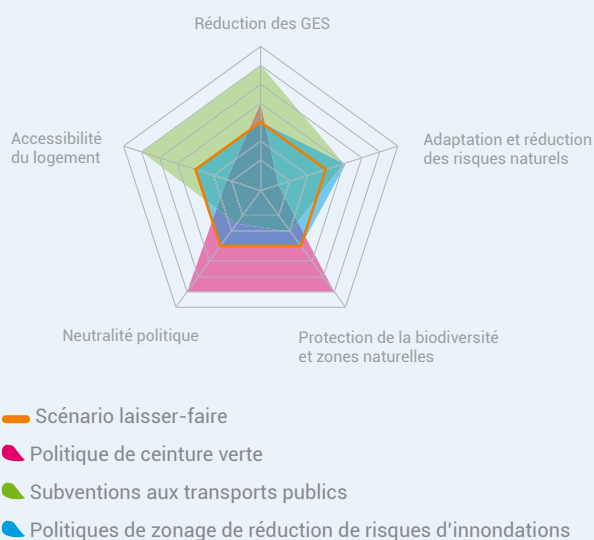 Réduction des GES
Accessibilité
du logement
Adaptation et réduction
des risques naturels
Neutralité politique
Protection de la biodiversité
et zones naturelles
Scénario laisser-faire
Politique de ceinture verte
Subventions aux transports publics
Politiques de zonage de réduction de risques d'innondations